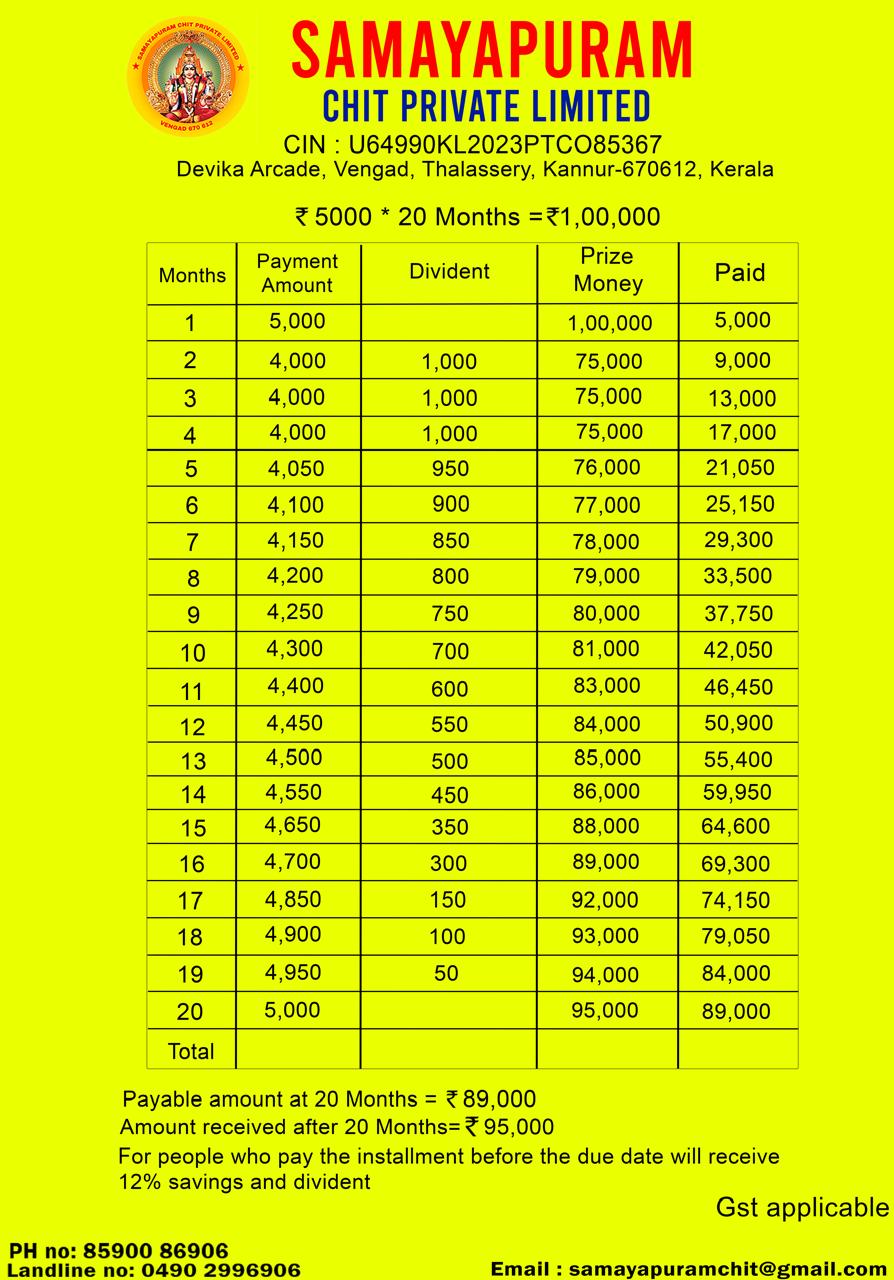 SAMAYAPURAM CHIT PRIVATE LIMITED
VENGAD 670 612
SAMAYAPURAM
CHIT PRIVATE LIMITED
CIN : U64990KL2023PTCO85367
Devika Arcade, Vengad, Thalassery, Kannur-670612, Kerala
₹ 5000 * 20 Months =₹1,00,000
Months Payment Amount Divident Prize Money Paid
1 5,000 1,00,000 5,000
2 4,000 1,000 75,000 9,000
3 4,000 1,000 75,000 13,000
4 4,000 1,000 75,000 17,000
5 4,050 950 76,000 21,050
6 4,100 900 77,000 25,150
7 4,150 850 78,000 29,300
8 4,200 800 79,000 33,500
9 4,250 750 80,000 37,750
10 4,300 700 81,000 42,050
11 4,400 600 83,000 46,450
12 4,450 550 84,000 50,900
13 4,500 500 85,000 55,400
14 4,550 450 86,000 59,950
15 4,650 350 88,000 64,600
16 4,700 300 89,000 69,300
17 4,850 150 92,000 74,150
18 4,900 100 93,000 79,050
19 4,950 50 94,000 84,000
20 5,000 95,000 89,000
Total
Payable amount at 20 Months = ₹ 89,000
Amount received after 20 Months=₹ 95,000
For people who pay the installment before the due date will receive
12% savings and divident
Gst applicable
PH no: 85900 86906
Landline no: 0490 2996906
Email : samayapuramchit@gmail.com